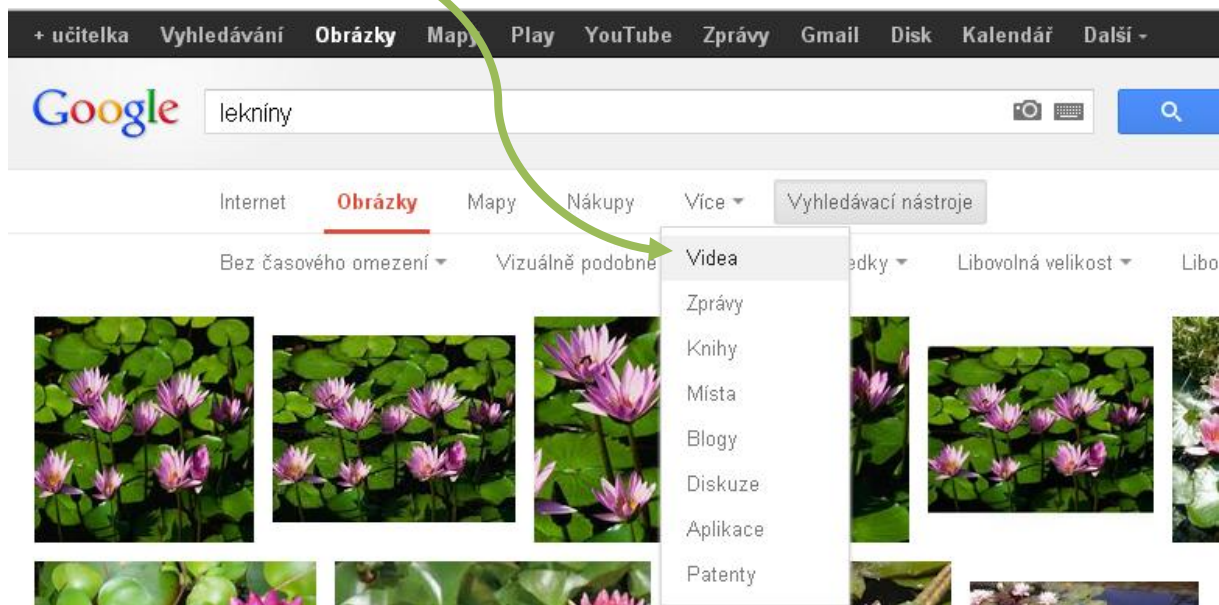 + učitelka Vyhledávání Obrázky Mapy Play YouTube Zprávy Gmail Disk Kalendář Další
Google lekníny
Internet Obrázky Mapy Nákupy Více Vyhledávací nástroje
Bez časového omezení Vizuálně podobné Libovolná velikost
Videa
Zprávy
Knihy
Místa
Blogy
Diskuze
Aplikace
Patenty